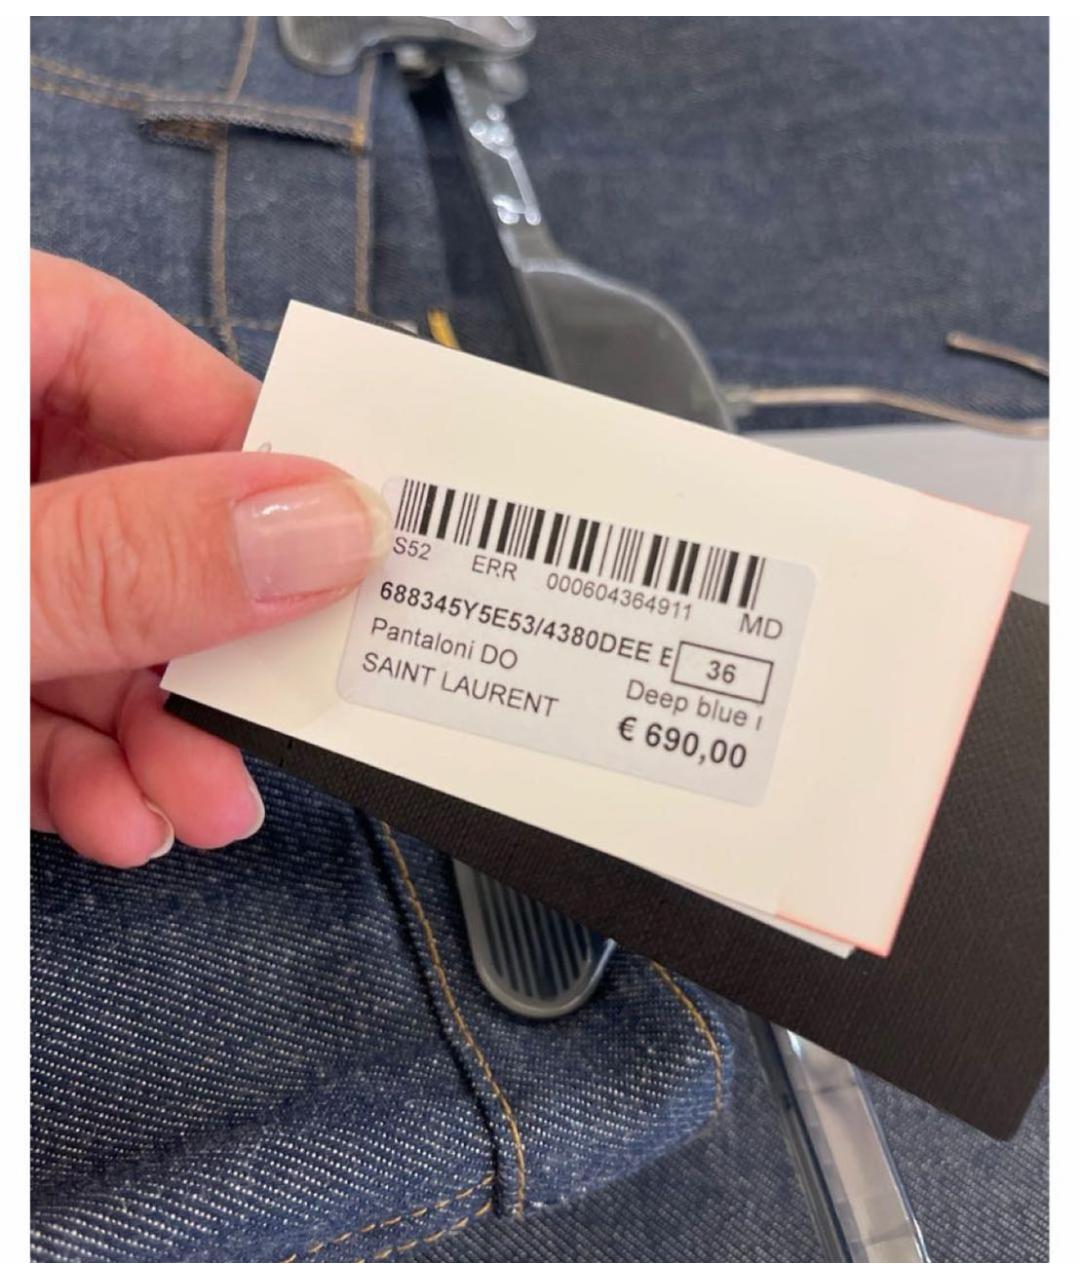 S52 ERR 000604364911 MD
688345Y5E53/4380DEE E 36
Pantaloni DO
Deep blue
SAINT LAURENT
€ 690,00